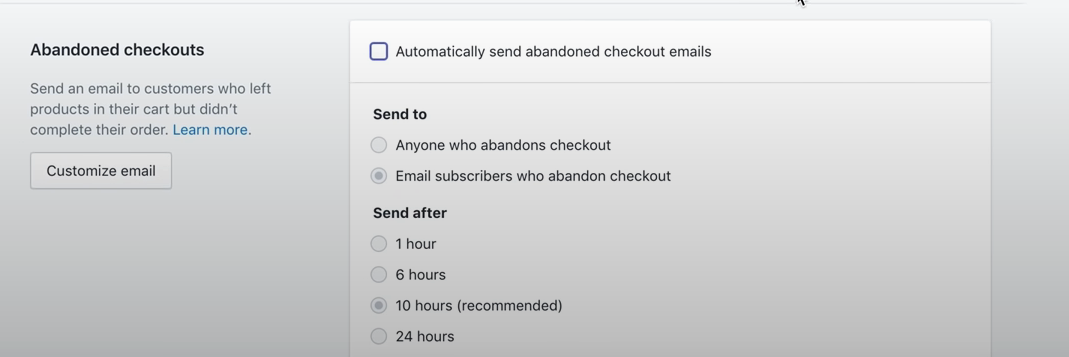 Abandoned checkouts
Send an email to customers who left
products in their cart but didn’t
complete their order. Learn more.
Customize email
Automatically send abandoned checkout emails
Send to
Anyone who abandons checkout
Email subscribers who abandon checkout
Send after
1 hour
6 hours
10 hours (recommended)
24 hours